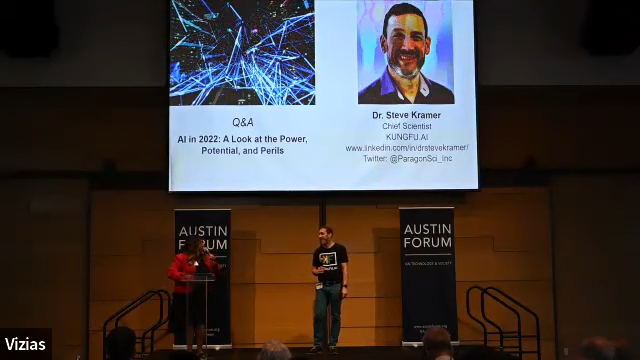 Q&A
AI in 2022: A Look at the Power,
Potential, and Perils
Dr. Steve Kramer
Chief Scientist
KUNGFU.AI
www.linkedin.com/in/drstevekramer/
Twitter: @ParagonSci_Inc
AUSTIN
FORUM
AUSTIN
FORUM
ON TECHNOLOGY & SOCIETY
Vizias